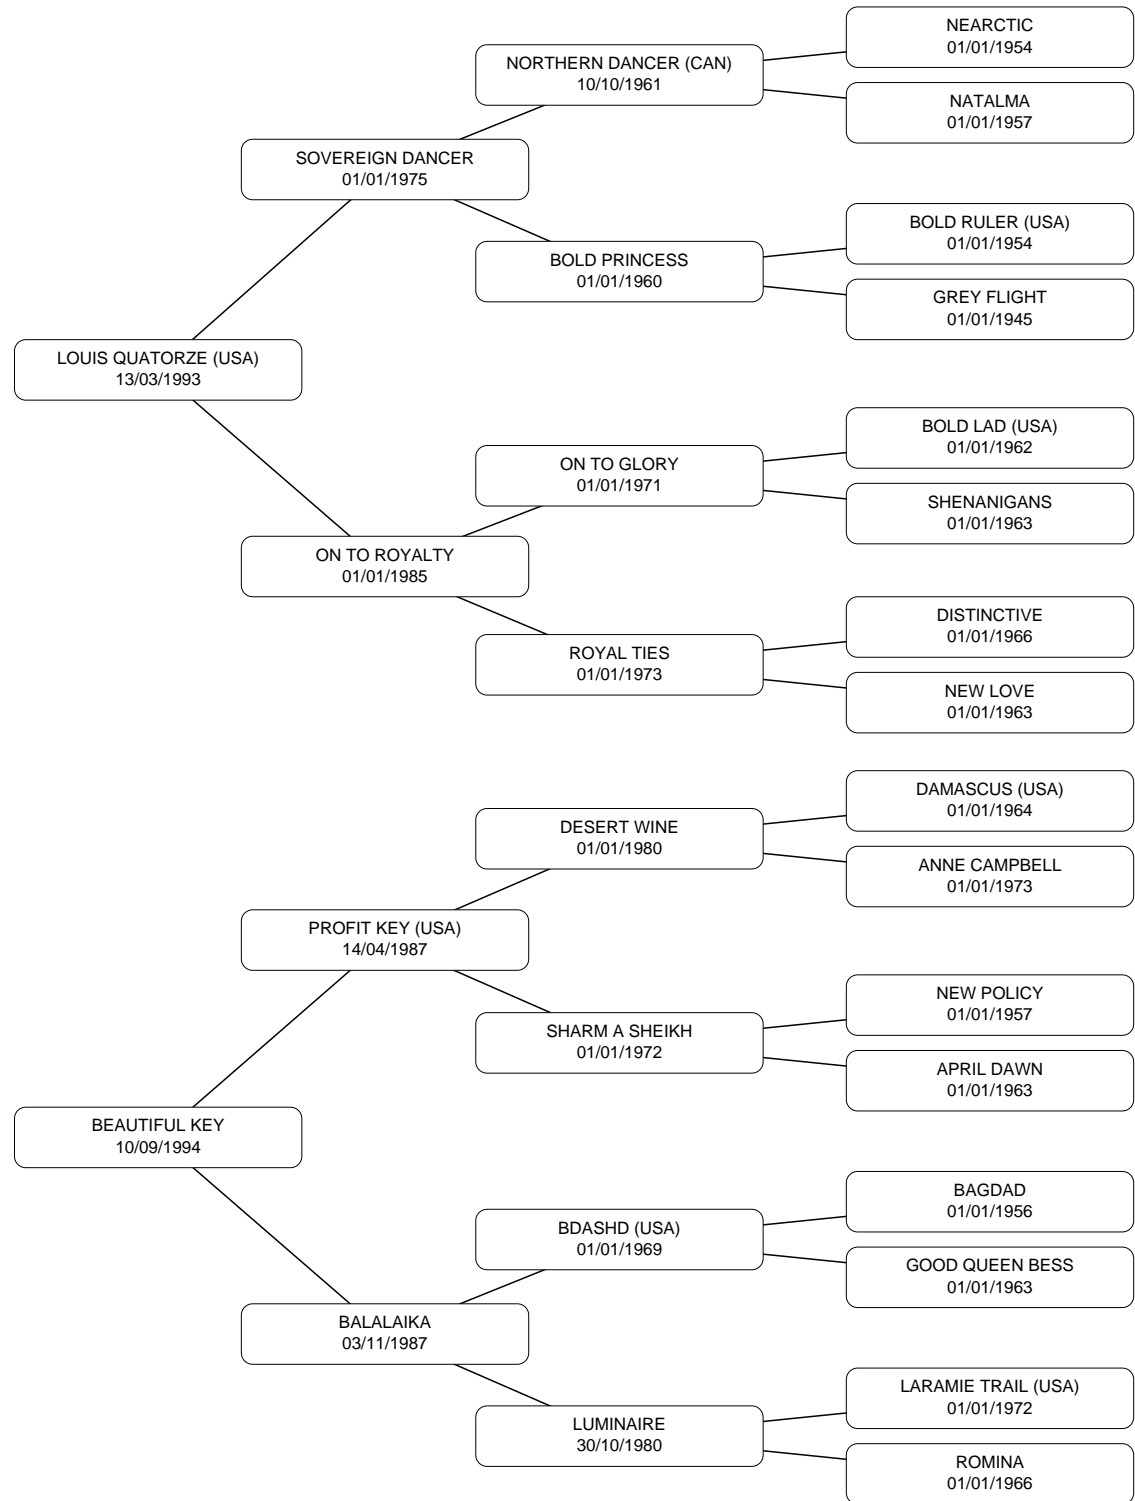 NEARCTIC
01/01/1954
NORTHERN DANCER (CAN)
10/10/1961
NATALMA
01/01/1957
SOVEREIGN DANCER
01/01/1975
BOLD RULER (USA)
01/01/1954
BOLD PRINCESS
01/01/1960
GREY FLIGHT
01/01/1945
LOUIS QUATORZE (USA)
13/03/1993
BOLD LAD (USA)
01/01/1962
ON TO GLORY
01/01/1971
SHENANIGANS
01/01/1963
ON TO ROYALTY
01/01/1985
DISTINCTIVE
01/01/1966
ROYAL TIES
01/01/1973
NEW LOVE
01/01/1963
DAMASCUS (USA)
01/01/1964
DESERT WINE
01/01/1980
ANNE CAMPBELL
01/01/1973
PROFIT KEY (USA)
14/04/1987
NEW POLICY
01/01/1957
SHARM A SHEIKH
01/01/1972
APRIL DAWN
01/01/1963
BEAUTIFUL KEY
10/09/1994
BAGDAD
01/01/1956
BDASHD (USA)
01/01/1969
GOOD QUEEN BESS
01/01/1963
BALALAIKA
03/11/1987
LARAMIE TRAIL (USA)
01/01/1972
LUMINAIRE
30/10/1980
ROMINA
01/01/1966